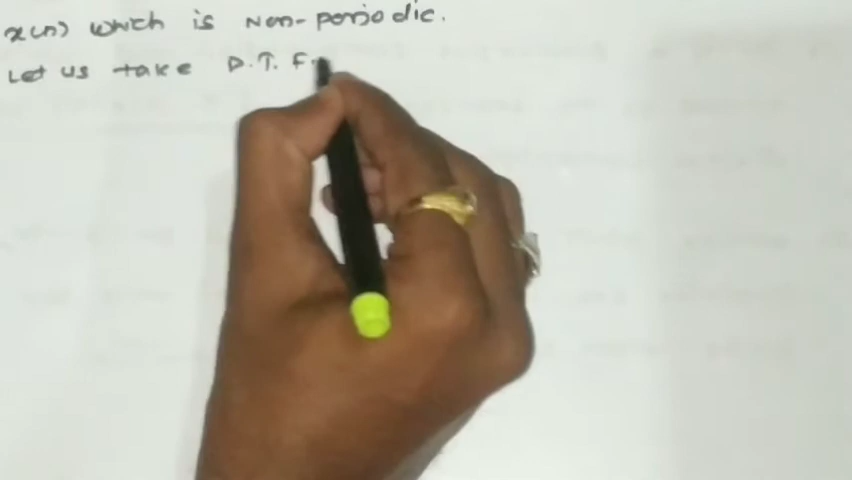 x(n) which is Non-periodic.
Let us take D.T. F.